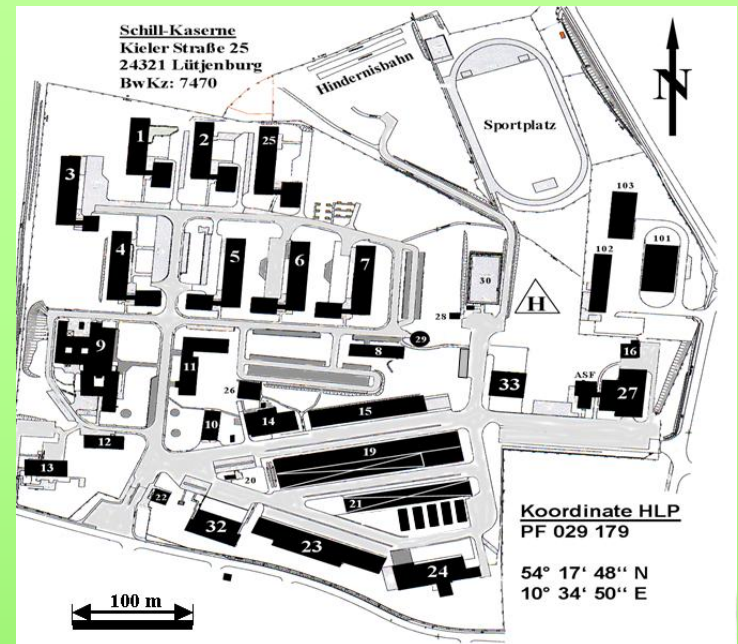 Schill-Kaserne
Kieler Straße 25
24321 Lütjenburg
BwKz: 7470
Hindernisbahn
Sportplatz
N
1
2
25
3
103
4
5
6
7
102
101
30
H
28
29
9
8
16
11
33
ASF
27
26
10
14
15
12
13
19
20
22
21
32
23
24
Koordinate HLP
PF 029 179
54° 17‘ 48‘‘ N
10° 34‘ 50‘‘ E
100 m